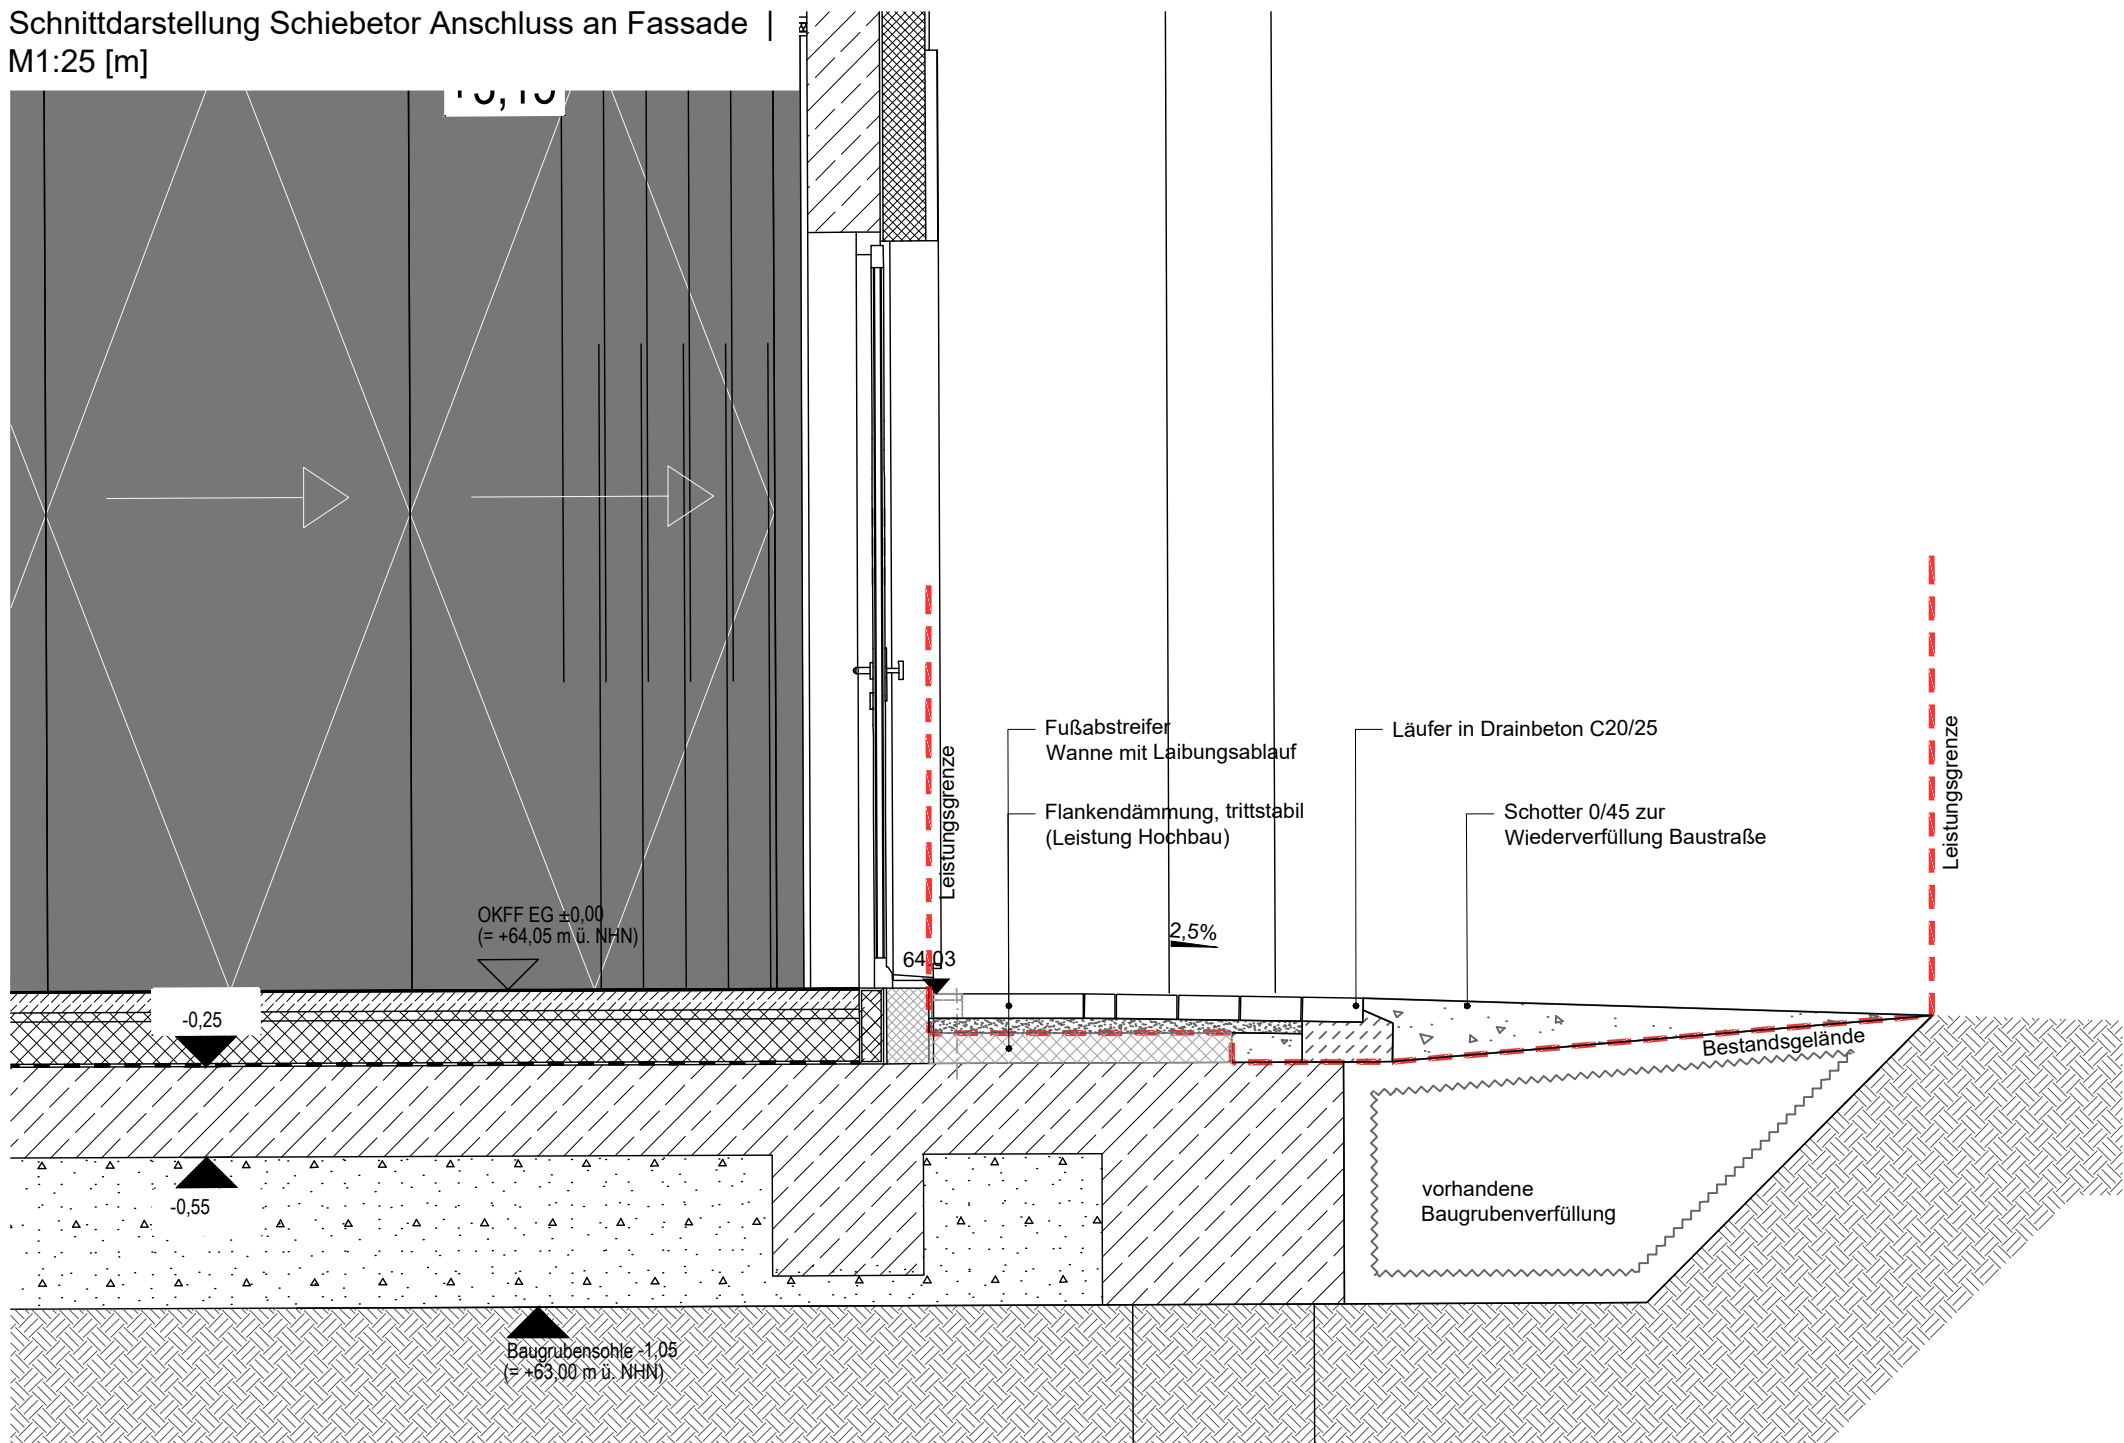 Schnittdarstellung Schiebetor Anschluss an Fassade |
M1:25 [m]
Fußabstreifer
Wanne mit Laibungsablauf
Läufer in Drainbeton C20/25
Flankendämmung, trittstabil
(Leistung Hochbau)
Schotter 0/45 zur
Wiederverfüllung Baustraße
Leistungsgrenze
Leistungsgrenze
OKFF EG ±0,00
(= +64,05 m ü. NHN)
2,5%
64,03
-0,25
Bestandsgelände
-0,55
vorhandene
Baugrubenverfüllung
Baugrubensohle -1,05
(= +63,00 m ü. NHN)